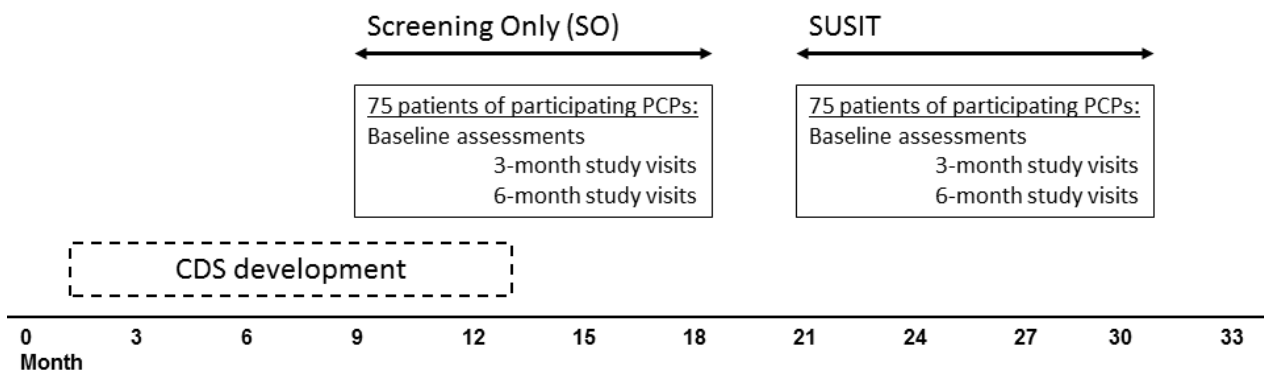 Screening Only (SO)
SUSIT
75 patients of participating PCPs:
Baseline assessments
3-month study visits
6-month study visits
75 patients of participating PCPs:
Baseline assessments
3-month study visits
6-month study visits
CDS development
0 3 6 9 12 15 18 21 24 27 30 33
Month